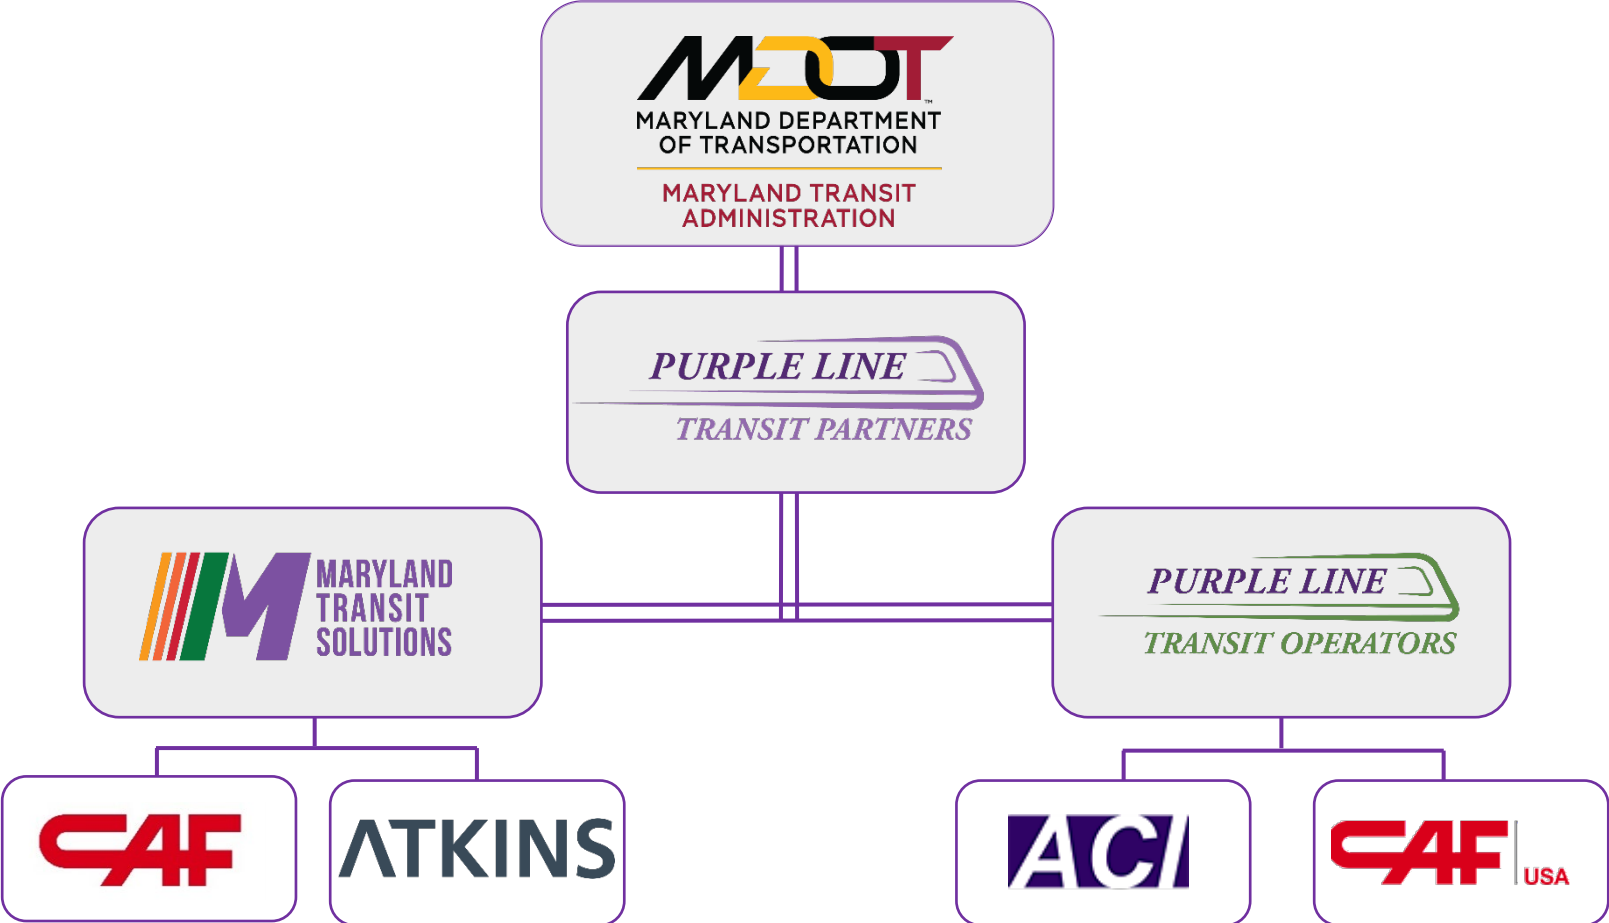 MDOT™
MARYLAND DEPARTMENT
OF TRANSPORTATION
MARYLAND TRANSIT
ADMINISTRATION
PURPLE LINE
TRANSIT PARTNERS
M MARYLAND
TRANSIT
SOLUTIONS
PURPLE LINE
TRANSIT OPERATORS
CAF
ATKINS
ACI
CAF
USA